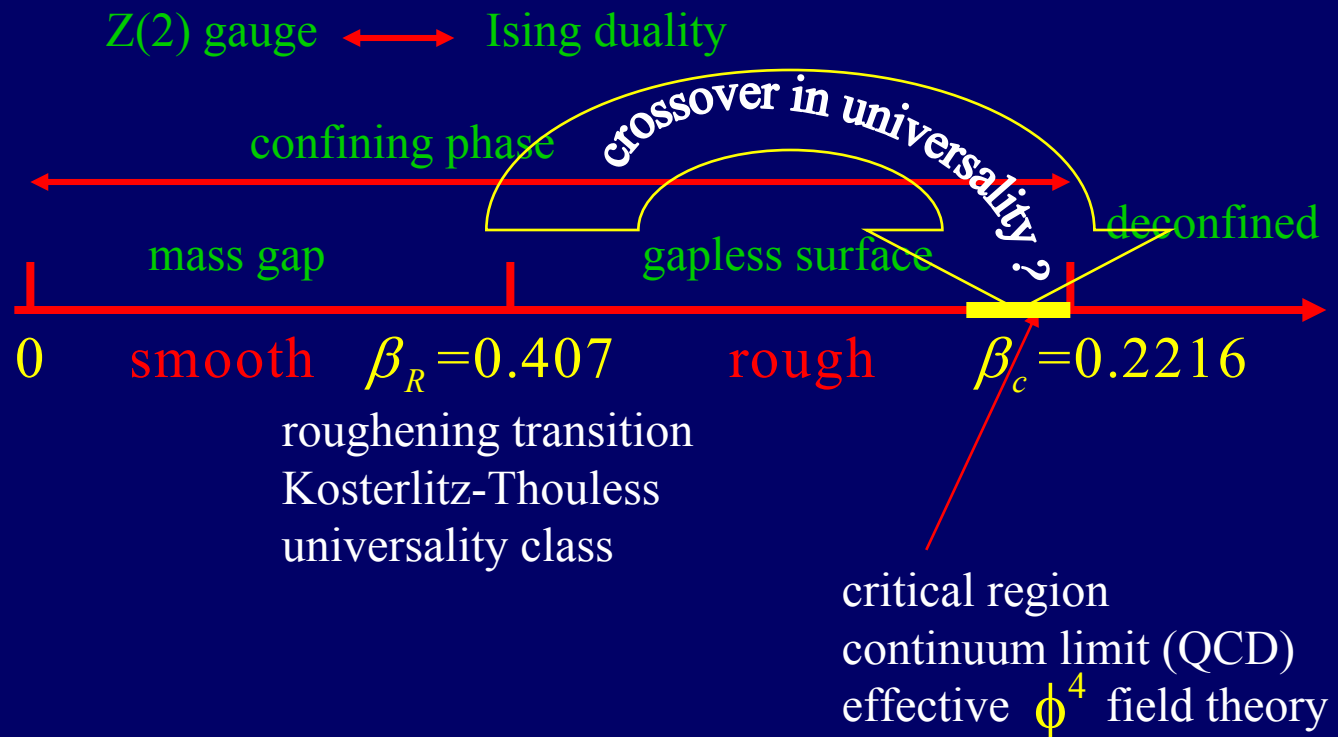 Z(2) gauge ⟷ Ising duality
crossover in universality ?
confining phase
deconfined
mass gap
gapless surface
0 smooth β_R =0.407 rough β_c =0.2216
roughening transition
Kosterlitz-Thouless
universality class
critical region
continuum limit (QCD)
effective ϕ⁴ field theory